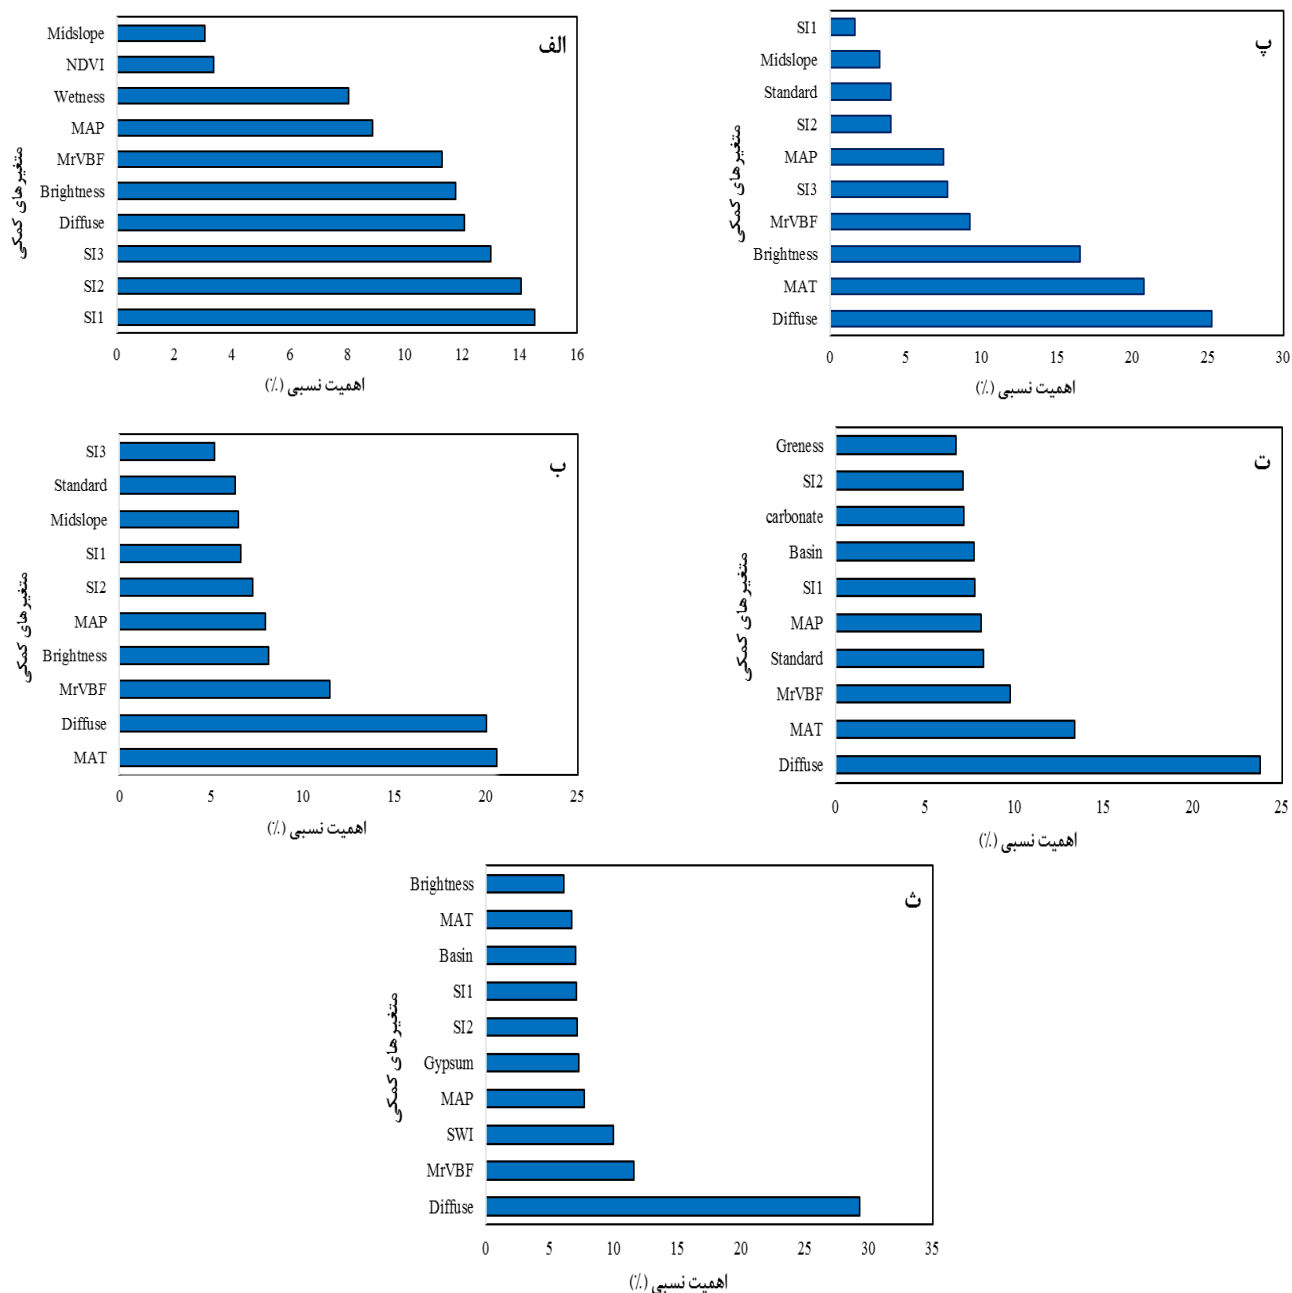 الف
Midslope
NDVI
Wetness
MAP
MrVBF
Brightness
Diffuse
SI3
SI2
SI1
0 2 4 6 8 10 12 14 16
متغیرهای کمکی
اهمیت نسبی (٪)
پ
SI1
Midslope
Standard
SI2
MAP
SI3
MrVBF
Brightness
MAT
Diffuse
0 5 10 15 20 25 30
متغیرهای کمکی
اهمیت نسبی (٪)
ب
SI3
Standard
Midslope
SI1
SI2
MAP
Brightness
MrVBF
Diffuse
MAT
0 5 10 15 20 25
متغیرهای کمکی
اهمیت نسبی (٪)
ت
Greness
SI2
carbonate
Basin
SI1
MAP
Standard
MrVBF
MAT
Diffuse
0 5 10 15 20 25
متغیرهای کمکی
اهمیت نسبی (٪)
ث
Brightness
MAT
Basin
SI1
SI2
Gypsum
MAP
SWI
MrVBF
Diffuse
0 5 10 15 20 25 30 35
متغیرهای کمکی
اهمیت نسبی (٪)